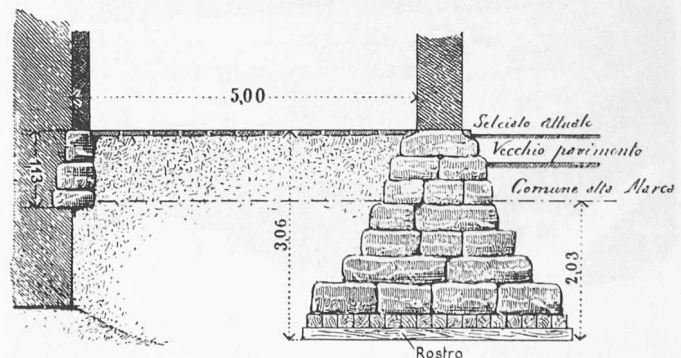 5,00
Selciato Attuale
Vecchio pavimento
1,13
Comune alta Marea
3,06
2,03
Rostro